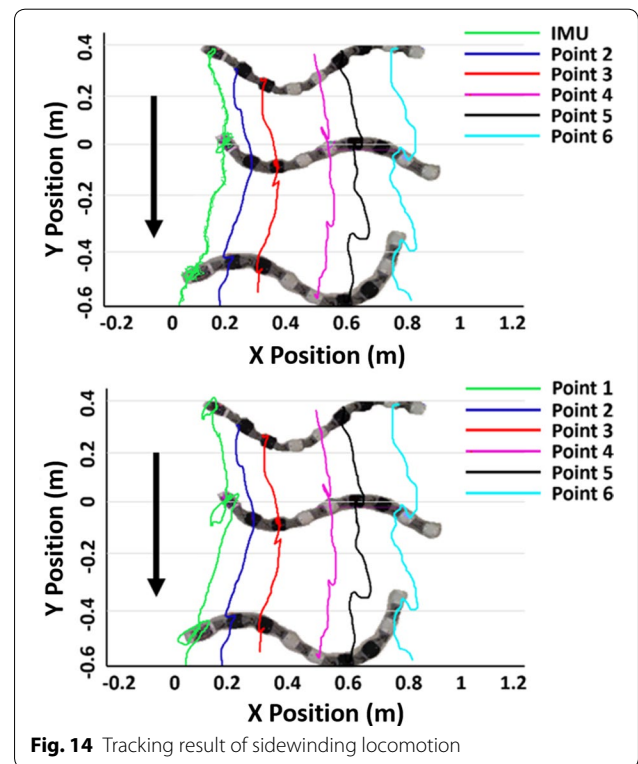 IMU
Point 2
Point 3
Point 4
Point 5
Point 6
Y Position (m)
0.4
0.2
0
-0.2
-0.4
-0.6
-0.2 0 0.2 0.4 0.6 0.8 1 1.2
X Position (m)
Point 1
Point 2
Point 3
Point 4
Point 5
Point 6
Y Position (m)
0.4
0.2
0
-0.2
-0.4
-0.6
-0.2 0 0.2 0.4 0.6 0.8 1 1.2
X Position (m)
Fig. 14 Tracking result of sidewinding locomotion